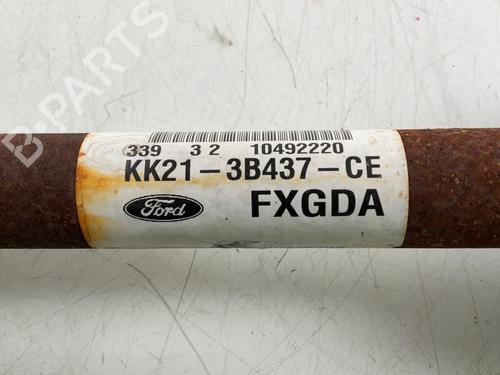 B-PARTS
339 3 2 10492220
KK21-3B437-CE
Ford FXGDA